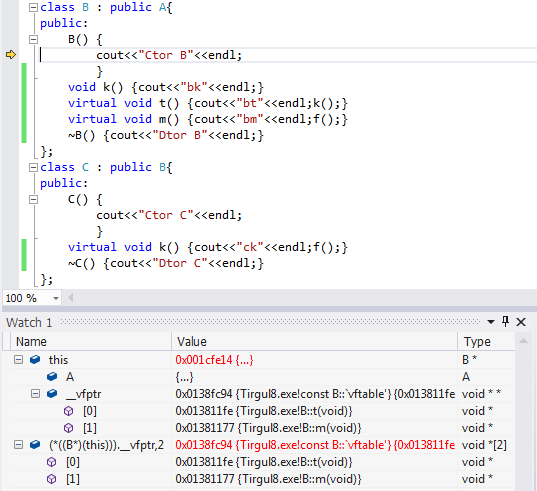 class B : public A{
public:
    B() {
        cout<<"Ctor B"<<endl;
        }
    void k() {cout<<"bk"<<endl;}
    virtual void t() {cout<<"bt"<<endl;k();}
    virtual void m() {cout<<"bm"<<endl;f();}
    ~B() {cout<<"Dtor B"<<endl;}
};
class C : public B{
public:
    C() {
        cout<<"Ctor C"<<endl;
        }
    virtual void k() {cout<<"ck"<<endl;f();}
    ~C() {cout<<"Dtor C"<<endl;}
};
100 %
Watch 1
Name Value Type
this 0x001cfe14 {...} B *
A {...} A
__vfptr 0x0138fc94 {Tirgul8.exe!const B::`vftable'} {0x013811fe void * *
[0] 0x013811fe {Tirgul8.exe!B::t(void)} void *
[1] 0x01381177 {Tirgul8.exe!B::m(void)} void *
(*((B*)(this))).__vfptr,2 0x0138fc94 {Tirgul8.exe!const B::`vftable'} {0x013811fe void *[2]
[0] 0x013811fe {Tirgul8.exe!B::t(void)} void *
[1] 0x01381177 {Tirgul8.exe!B::m(void)} void *